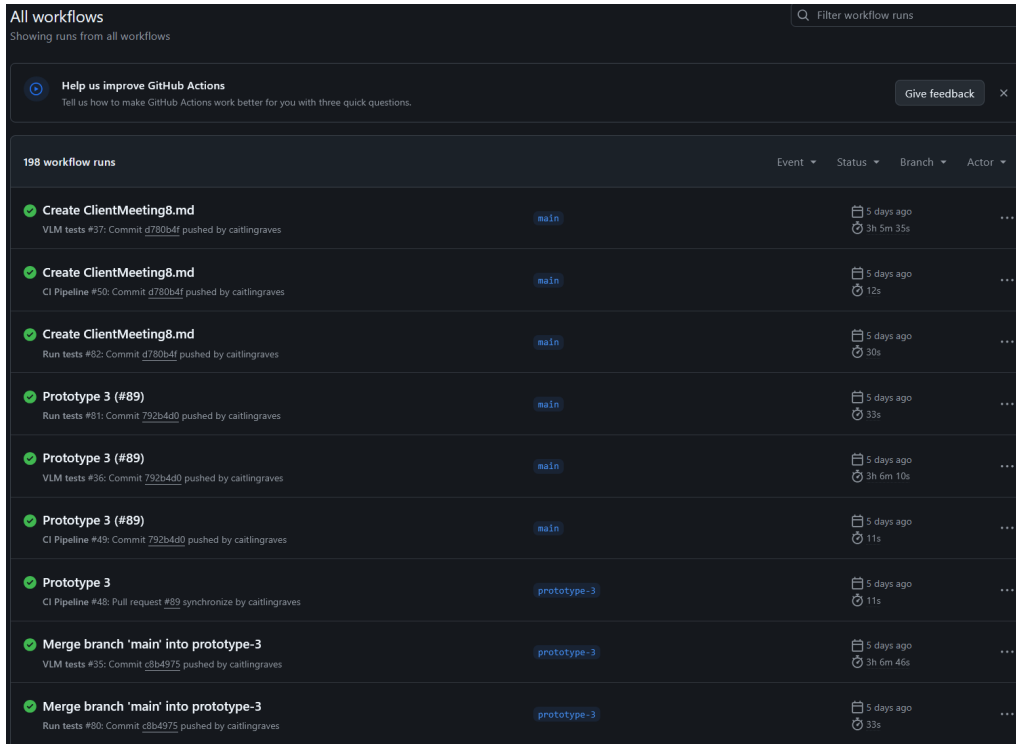 All workflows
Filter workflow runs
Showing runs from all workflows
Help us improve GitHub Actions
Tell us how to make GitHub Actions work better for you with three quick questions.
Give feedback
198 workflow runs
Event
Status
Branch
Actor
Create ClientMeeting8.md
VLM tests #37: Commit d780b4f pushed by caitlingraves
main
5 days ago
3h 5m 35s
Create ClientMeeting8.md
CI Pipeline #50: Commit d780b4f pushed by caitlingraves
main
5 days ago
12s
Create ClientMeeting8.md
Run tests #82: Commit d780b4f pushed by caitlingraves
main
5 days ago
30s
Prototype 3 (#89)
Run tests #81: Commit 792b4d0 pushed by caitlingraves
main
5 days ago
33s
Prototype 3 (#89)
VLM tests #36: Commit 792b4d0 pushed by caitlingraves
main
5 days ago
3h 6m 10s
Prototype 3 (#89)
CI Pipeline #49: Commit 792b4d0 pushed by caitlingraves
main
5 days ago
11s
Prototype 3
CI Pipeline #48: Pull request #89 synchronize by caitlingraves
prototype-3
5 days ago
11s
Merge branch 'main' into prototype-3
VLM tests #35: Commit c8b4975 pushed by caitlingraves
prototype-3
5 days ago
3h 6m 46s
Merge branch 'main' into prototype-3
Run tests #80: Commit c8b4975 pushed by caitlingraves
prototype-3
5 days ago
33s